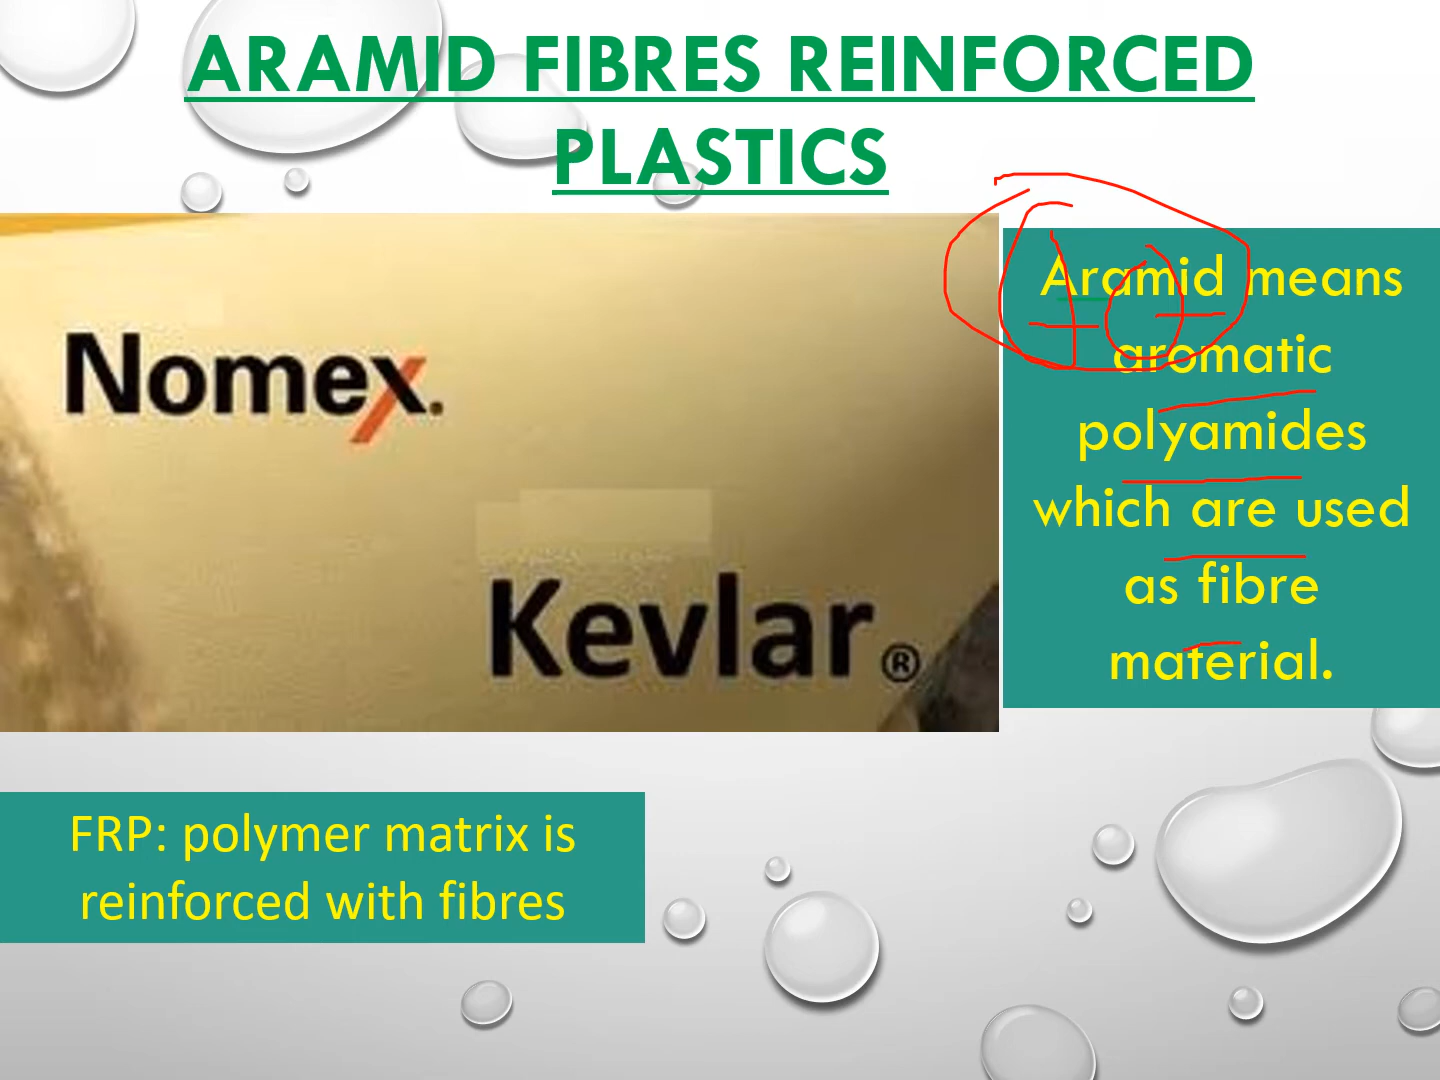 ARAMID FIBRES REINFORCED
PLASTICS
Nomex.
Kevlar®
Aramid means
aromatic
polyamides
which are used
as fibre
material.
FRP: polymer matrix is
reinforced with fibres